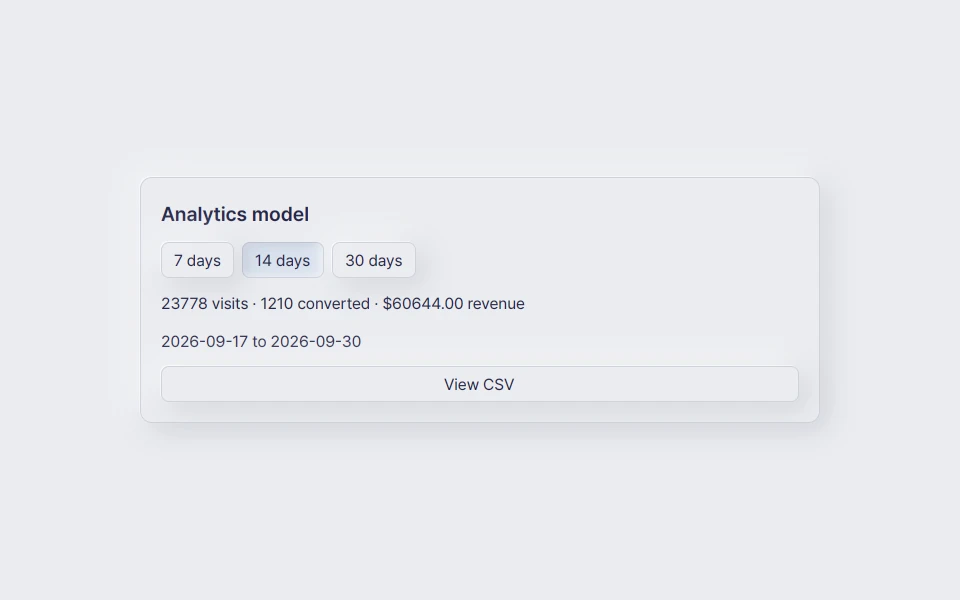 Analytics model
7 days 14 days 30 days
23778 visits · 1210 converted · $60644.00 revenue
2026-09-17 to 2026-09-30
View CSV